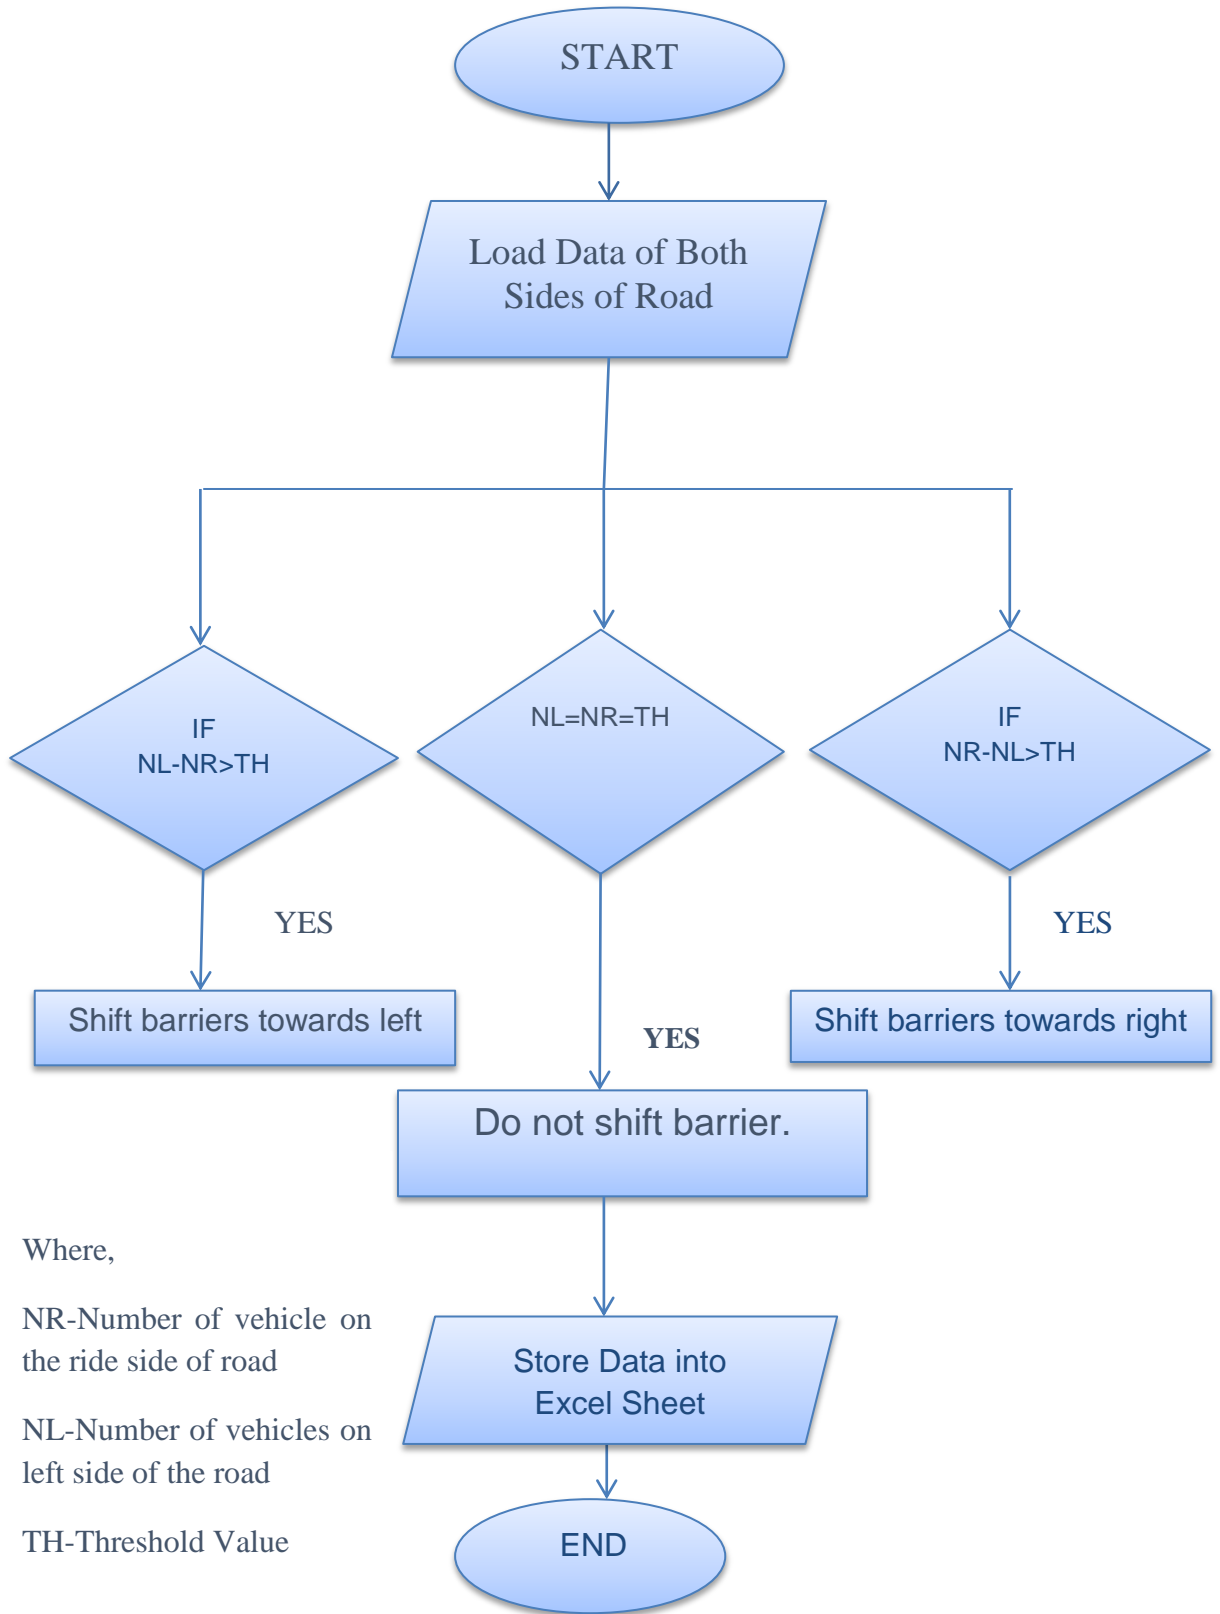 START
Load Data of Both
Sides of Road
IF
NL-NR>TH
NL=NR=TH
IF
NR-NL>TH
YES
YES
Shift barriers towards left
YES
Shift barriers towards right
Do not shift barrier.
Where,
NR-Number of vehicle on
the ride side of road
NL-Number of vehicles on
left side of the road
TH-Threshold Value
Store Data into
Excel Sheet
END